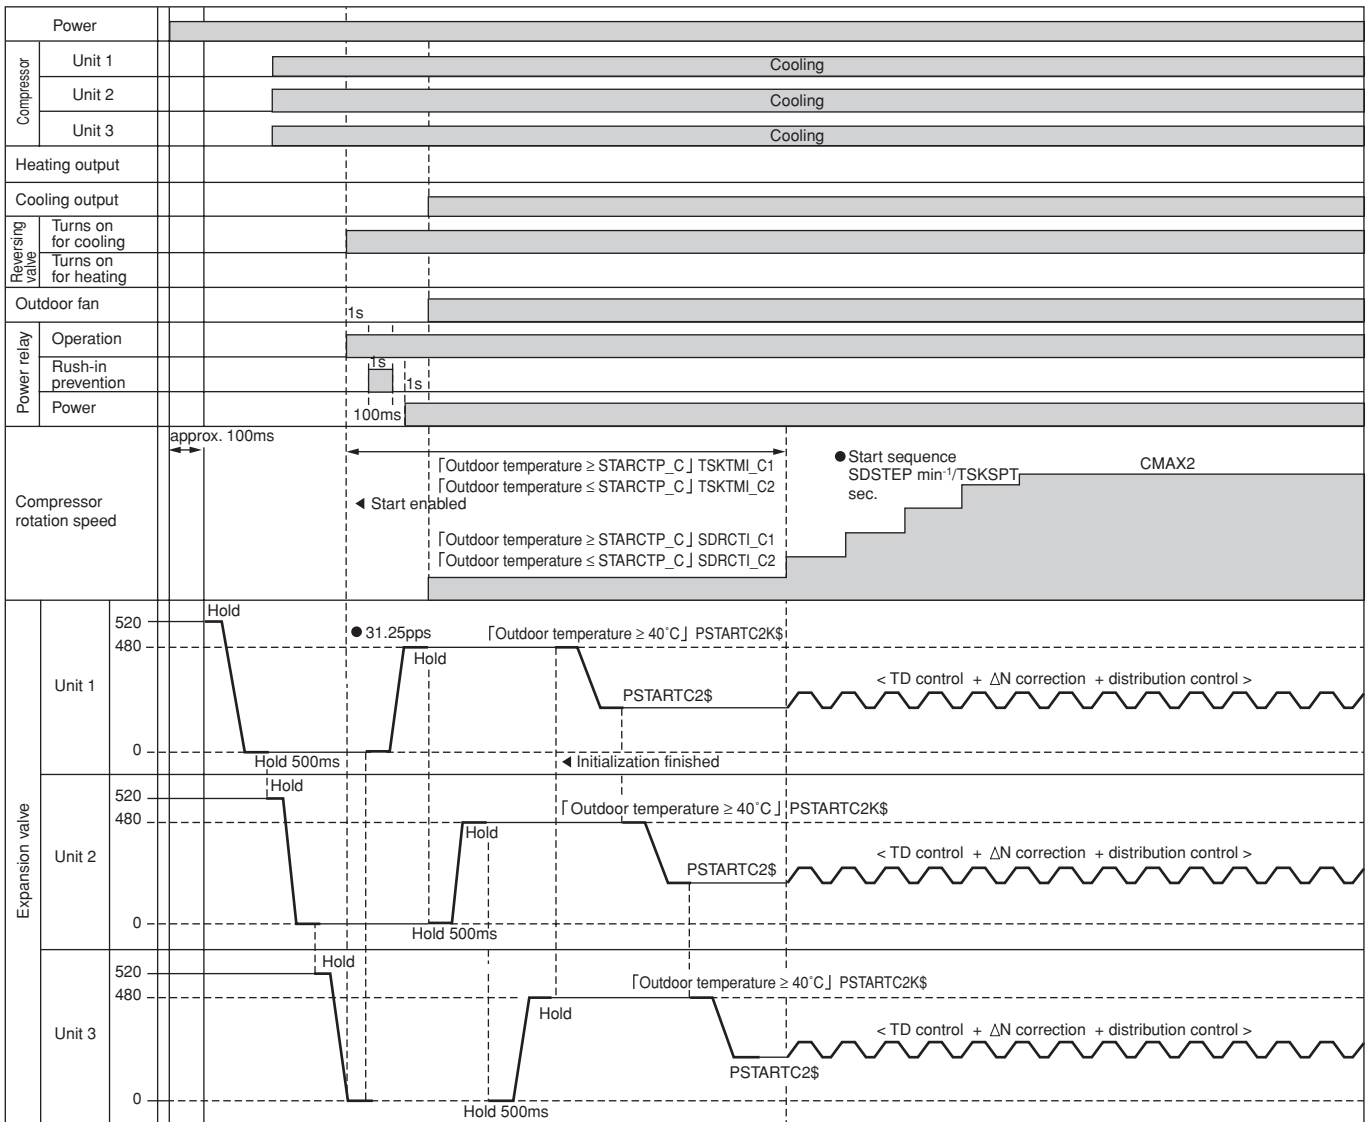 Power
Compressor
Unit 1
Cooling
Unit 2
Cooling
Unit 3
Cooling
Heating output
Cooling output
Reversing valve
Turns on for cooling
Turns on for heating
Outdoor fan
1s
Power relay
Operation
Rush-in prevention
1s
1s
Power
100ms
approx. 100ms
Compressor rotation speed
「Outdoor temperature ≥ STARCTP_C」 TSKTMI_C1
「Outdoor temperature ≤ STARCTP_C」 TSKTMI_C2
◀ Start enabled
● Start sequence
SDSTEP min⁻¹/TSKSPT
sec.
CMAX2
「Outdoor temperature ≥ STARCTP_C」 SDRCTI_C1
「Outdoor temperature ≤ STARCTP_C」 SDRCTI_C2
Expansion valve
Unit 1
520
480
0
Hold
● 31.25pps
Hold
「Outdoor temperature ≥ 40˚C」 PSTARTC2K$
PSTARTC2$
< TD control + ΔN correction + distribution control >
Hold 500ms
◀ Initialization finished
Unit 2
520
480
0
Hold
Hold
「Outdoor temperature ≥ 40˚C」 PSTARTC2K$
PSTARTC2$
< TD control + ΔN correction + distribution control >
Hold 500ms
Unit 3
520
480
0
Hold
Hold
「Outdoor temperature ≥ 40˚C」 PSTARTC2K$
PSTARTC2$
< TD control + ΔN correction + distribution control >
Hold 500ms